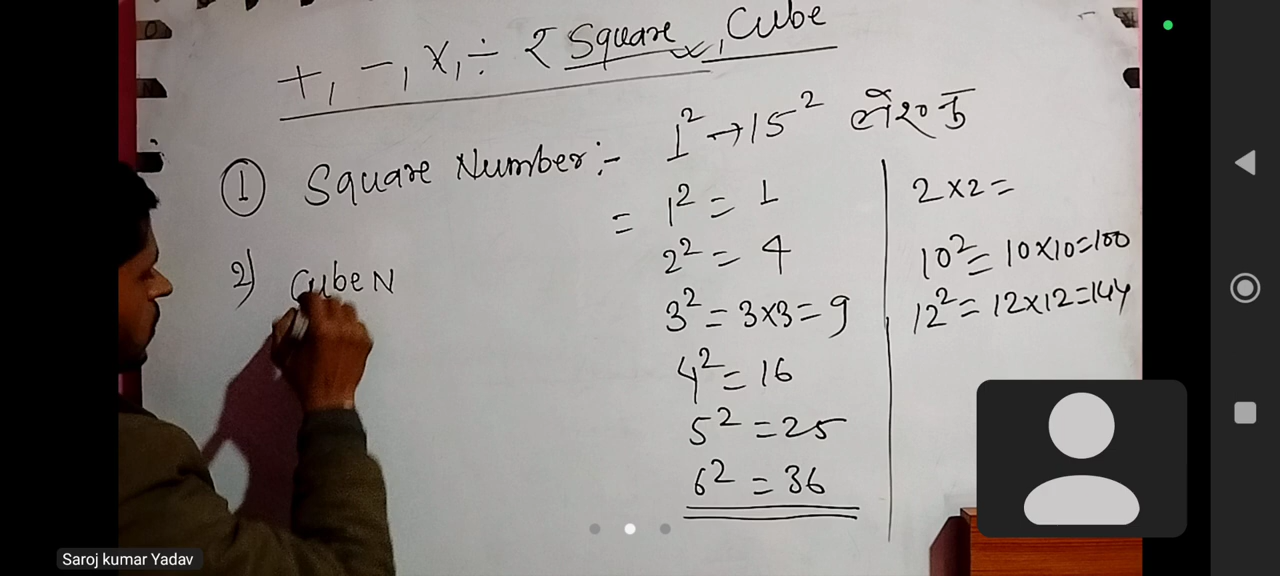 +, -, x, ÷ र Square, Cube
① Square Number:- 1² → 15²
= 1² = 1
2² = 4
3² = 3×3=9
4² = 16
5² = 25
6² = 36
2×2=
10² = 10×10=100
12² = 12×12=144
2) Cube N
Saroj kumar Yadav